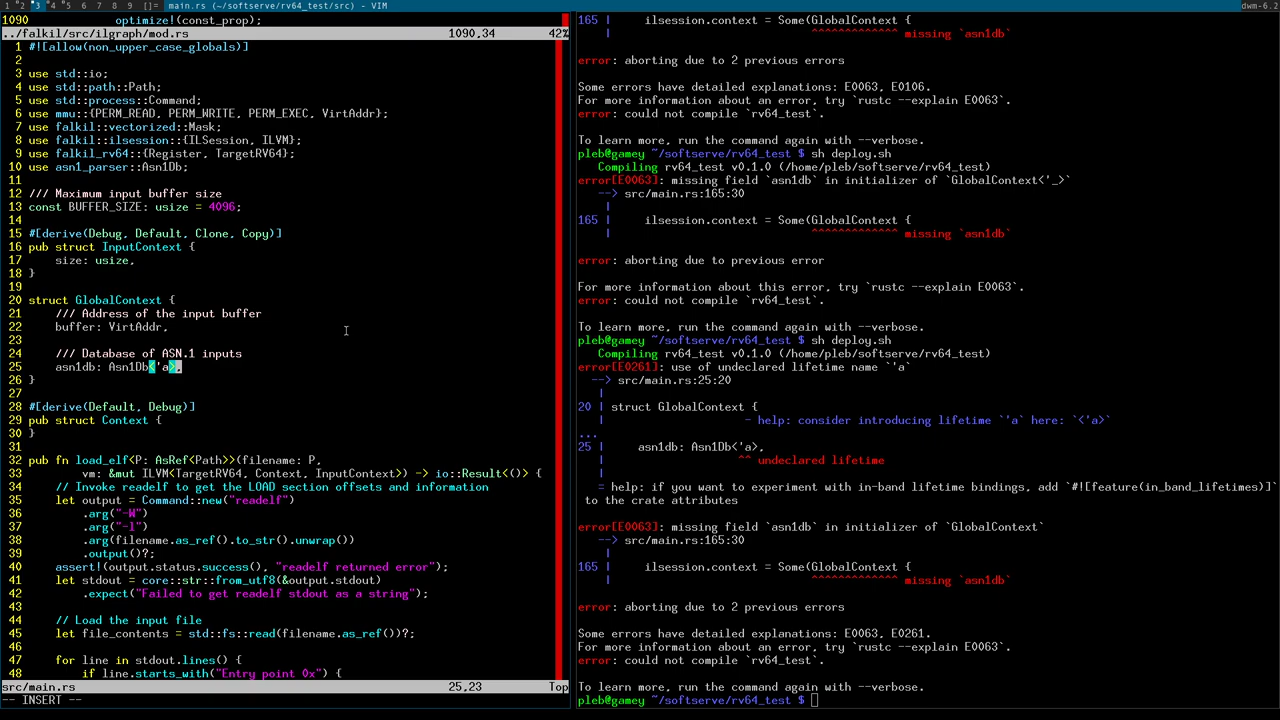 1 2 3 4 5 6 7 8 9 []= main.rs (~/softserve/rv64_test/src) - VIM
dwm-6.2
1090 optimize!(const_prop);
../falkil/src/ilgraph/mod.rs 1090,34 42%
1 #![allow(non_upper_case_globals)]
2
3 use std::io;
4 use std::path::Path;
5 use std::process::Command;
6 use mmu::{PERM_READ, PERM_WRITE, PERM_EXEC, VirtAddr};
7 use falkil::vectorized::Mask;
8 use falkil::ilsession::{ILSession, ILVM};
9 use falkil_rv64::{Register, TargetRV64};
10 use asn1_parser::Asn1Db;
11
12 /// Maximum input buffer size
13 const BUFFER_SIZE: usize = 4096;
14
15 #[derive(Debug, Default, Clone, Copy)]
16 pub struct InputContext {
17 size: usize,
18 }
19
20 struct GlobalContext {
21 /// Address of the input buffer
22 buffer: VirtAddr,
23
24 /// Database of ASN.1 inputs
25 asn1db: Asn1Db<'a>,
26 }
27
28 #[derive(Default, Debug)]
29 pub struct Context {
30 }
31
32 pub fn load_elf<P: AsRef<Path>>(filename: P,
33 vm: &mut ILVM<TargetRV64, Context, InputContext>) -> io::Result<()> {
34 // Invoke readelf to get the LOAD section offsets and information
35 let output = Command::new("readelf")
36 .arg("-W")
37 .arg("-l")
38 .arg(filename.as_ref().to_str().unwrap())
39 .output()?;
40 assert!(output.status.success(), "readelf returned error");
41 let stdout = core::str::from_utf8(&output.stdout)
42 .expect("Failed to get readelf stdout as a string");
43
44 // Load the input file
45 let file_contents = std::fs::read(filename.as_ref())?;
46
47 for line in stdout.lines() {
48 if line.starts_with("Entry point 0x") {
src/main.rs 25,23 Top
-- INSERT --
165 | ilsession.context = Some(GlobalContext {
| ^^^^^^^^^^^^^ missing `asn1db`
error: aborting due to 2 previous errors
Some errors have detailed explanations: E0063, E0106.
For more information about an error, try `rustc --explain E0063`.
error: could not compile `rv64_test`.
To learn more, run the command again with --verbose.
pleb@gamey ~/softserve/rv64_test $ sh deploy.sh
Compiling rv64_test v0.1.0 (/home/pleb/softserve/rv64_test)
error[E0063]: missing field `asn1db` in initializer of `GlobalContext<'_>`
--> src/main.rs:165:30
|
165 | ilsession.context = Some(GlobalContext {
| ^^^^^^^^^^^^^ missing `asn1db`
error: aborting due to previous error
For more information about this error, try `rustc --explain E0063`.
error: could not compile `rv64_test`.
To learn more, run the command again with --verbose.
pleb@gamey ~/softserve/rv64_test $ sh deploy.sh
Compiling rv64_test v0.1.0 (/home/pleb/softserve/rv64_test)
error[E0261]: use of undeclared lifetime name `'a`
--> src/main.rs:25:20
|
20 | struct GlobalContext {
| - help: consider introducing lifetime `'a` here: `<'a>`
...
25 | asn1db: Asn1Db<'a>,
| ^^ undeclared lifetime
|
= help: if you want to experiment with in-band lifetime bindings, add `#![feature(in_band_lifetimes)]`
to the crate attributes
error[E0063]: missing field `asn1db` in initializer of `GlobalContext`
--> src/main.rs:165:30
|
165 | ilsession.context = Some(GlobalContext {
| ^^^^^^^^^^^^^ missing `asn1db`
error: aborting due to 2 previous errors
Some errors have detailed explanations: E0063, E0261.
For more information about an error, try `rustc --explain E0063`.
error: could not compile `rv64_test`.
To learn more, run the command again with --verbose.
pleb@gamey ~/softserve/rv64_test $